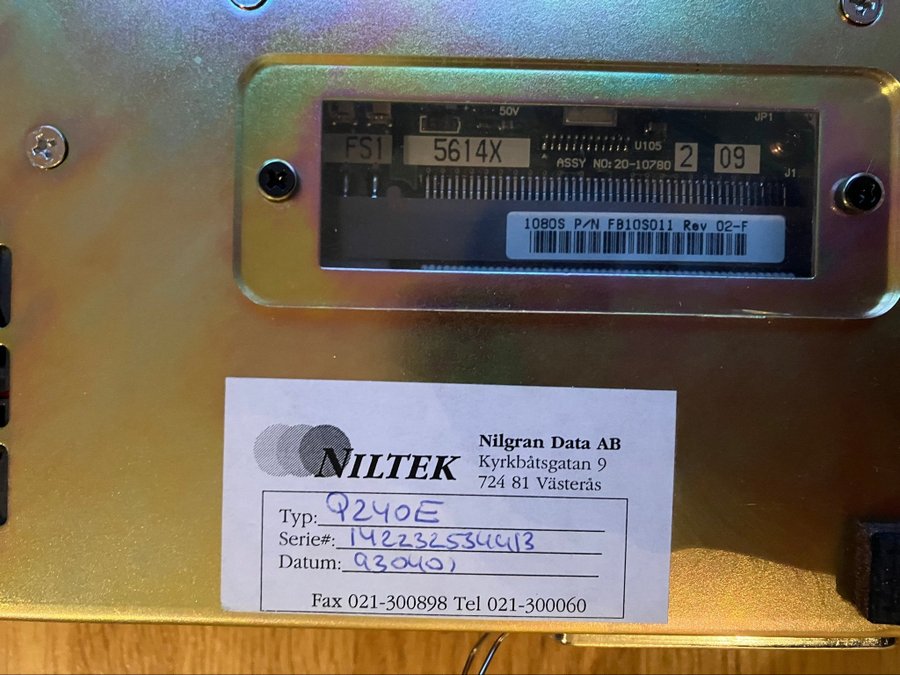 50V
JP1
FS1 5614X U105
ASSY NO:20-10780 2 09
J1
1080S P/N FB10S011 Rev 02-F
NILTEK
Nilgran Data AB
Kyrkbåtsgatan 9
724 81 Västerås
Typ: Q240E
Serie#: 1422325344/3
Datum: 930401
Fax 021-300898 Tel 021-300060